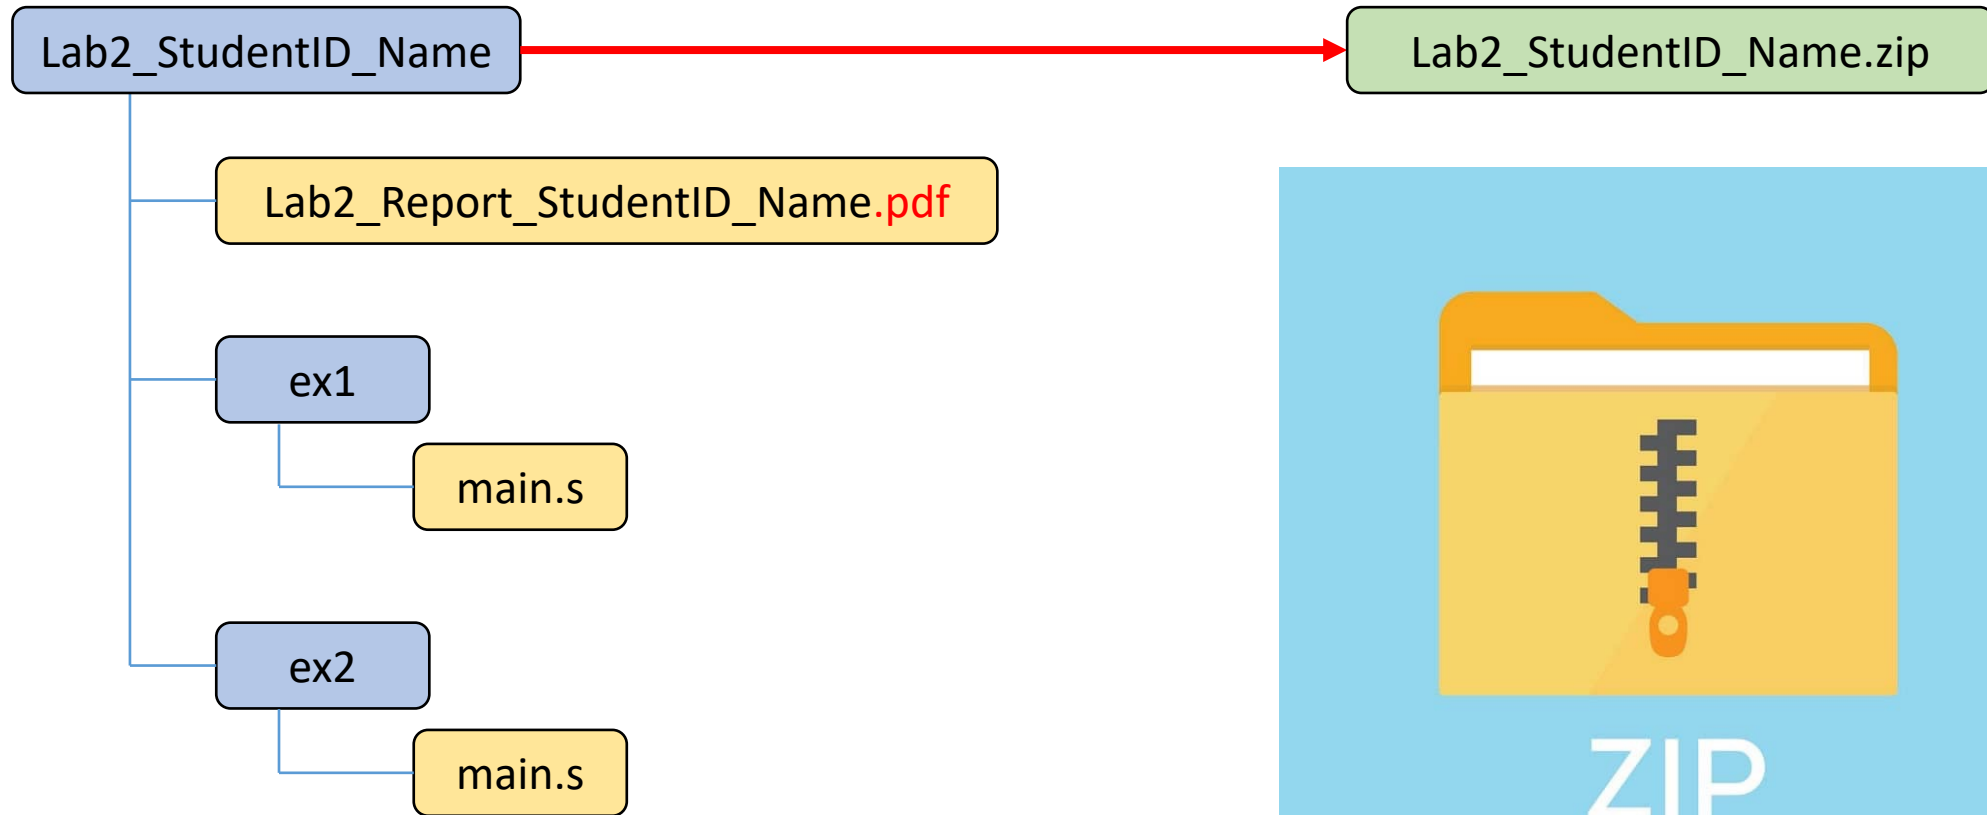 Lab2_StudentID_Name
Lab2_StudentID_Name.zip
Lab2_Report_StudentID_Name.pdf
ex1
main.s
ex2
main.s
ZIP